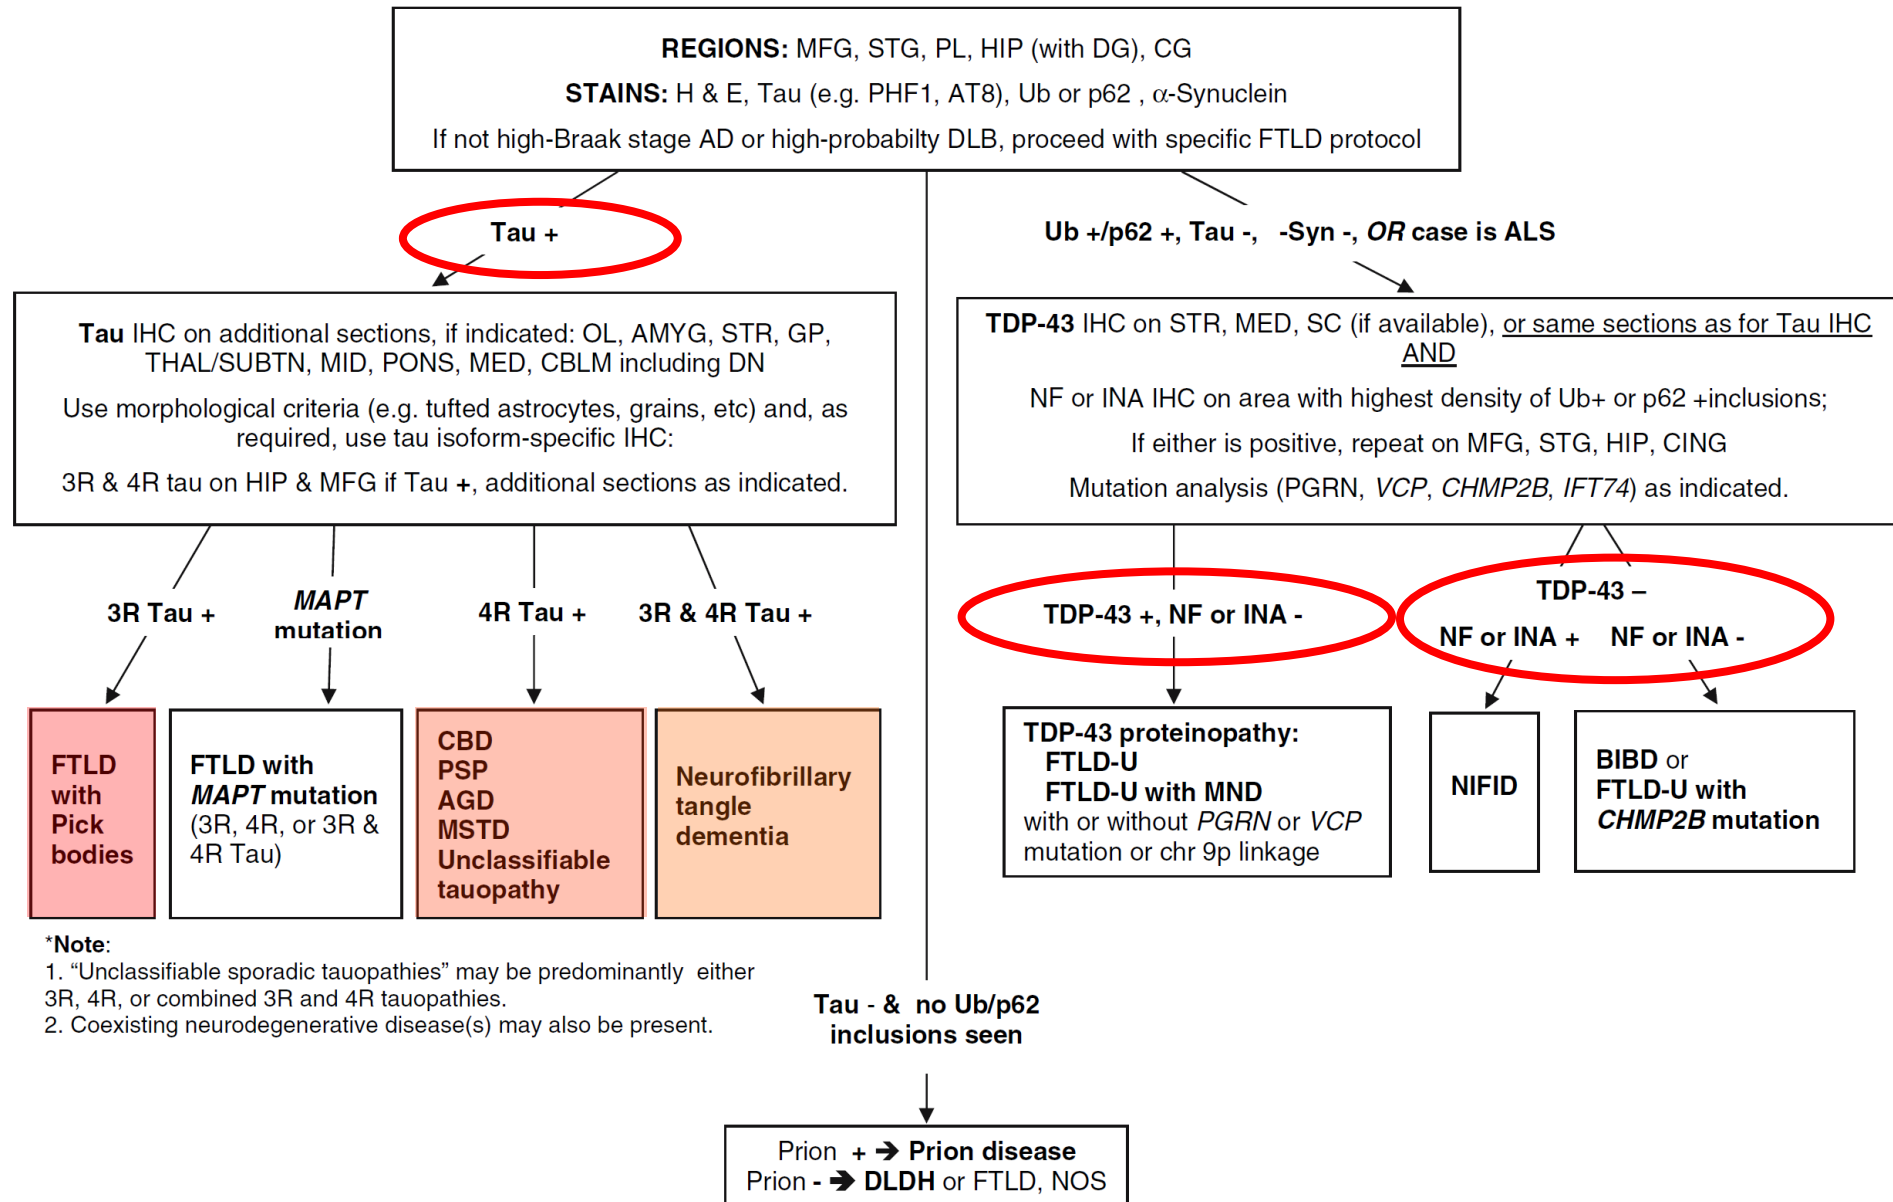 REGIONS: MFG, STG, PL, HIP (with DG), CG
STAINS: H & E, Tau (e.g. PHF1, AT8), Ub or p62 , α-Synuclein
If not high-Braak stage AD or high-probabilty DLB, proceed with specific FTLD protocol
Tau +
Ub +/p62 +, Tau -, -Syn -, OR case is ALS
Tau IHC on additional sections, if indicated: OL, AMYG, STR, GP,
THAL/SUBTN, MID, PONS, MED, CBLM including DN
Use morphological criteria (e.g. tufted astrocytes, grains, etc) and, as
required, use tau isoform-specific IHC:
3R & 4R tau on HIP & MFG if Tau +, additional sections as indicated.
TDP-43 IHC on STR, MED, SC (if available), or same sections as for Tau IHC
AND
NF or INA IHC on area with highest density of Ub+ or p62 +inclusions;
If either is positive, repeat on MFG, STG, HIP, CING
Mutation analysis (PGRN, VCP, CHMP2B, IFT74) as indicated.
3R Tau +
MAPT
mutation
4R Tau +
3R & 4R Tau +
TDP-43 +, NF or INA -
TDP-43 –
NF or INA +
NF or INA -
FTLD
with
Pick
bodies
FTLD with
MAPT mutation
(3R, 4R, or 3R &
4R Tau)
CBD
PSP
AGD
MSTD
Unclassifiable
tauopathy
Neurofibrillary
tangle
dementia
TDP-43 proteinopathy:
FTLD-U
FTLD-U with MND
with or without PGRN or VCP
mutation or chr 9p linkage
NIFID
BIBD or
FTLD-U with
CHMP2B mutation
*Note:
1. “Unclassifiable sporadic tauopathies” may be predominantly either
3R, 4R, or combined 3R and 4R tauopathies.
2. Coexisting neurodegenerative disease(s) may also be present.
Tau - & no Ub/p62
inclusions seen
Prion + ➔ Prion disease
Prion - ➔ DLDH or FTLD, NOS